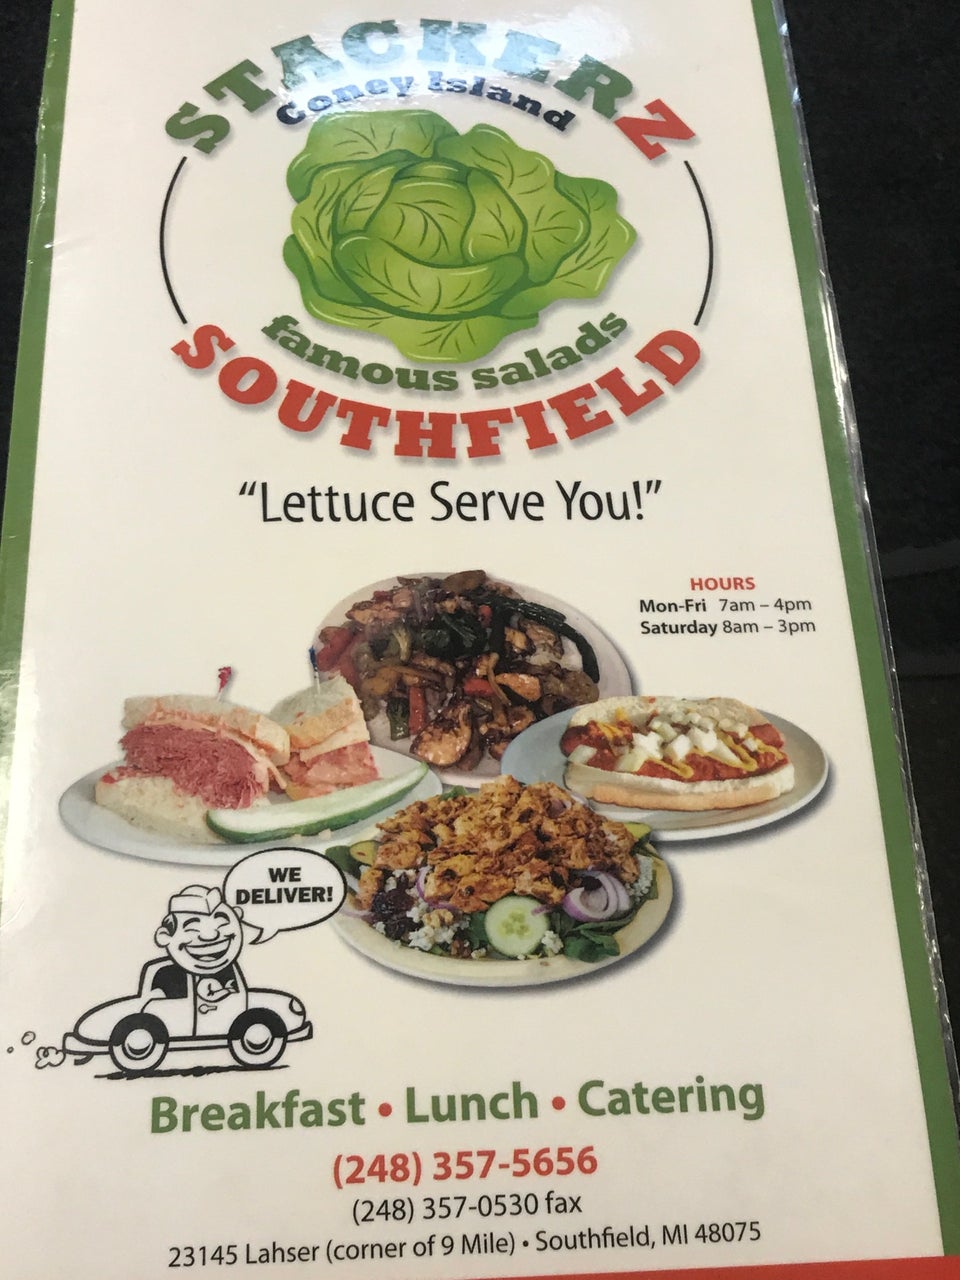 STACKERZ
Coney Island
famous salads
SOUTHFIELD
“Lettuce Serve You!”
HOURS
Mon-Fri 7am – 4pm
Saturday 8am – 3pm
WE
DELIVER!
Breakfast • Lunch • Catering
(248) 357-5656
(248) 357-0530 fax
23145 Lahser (corner of 9 Mile) • Southfield, MI 48075